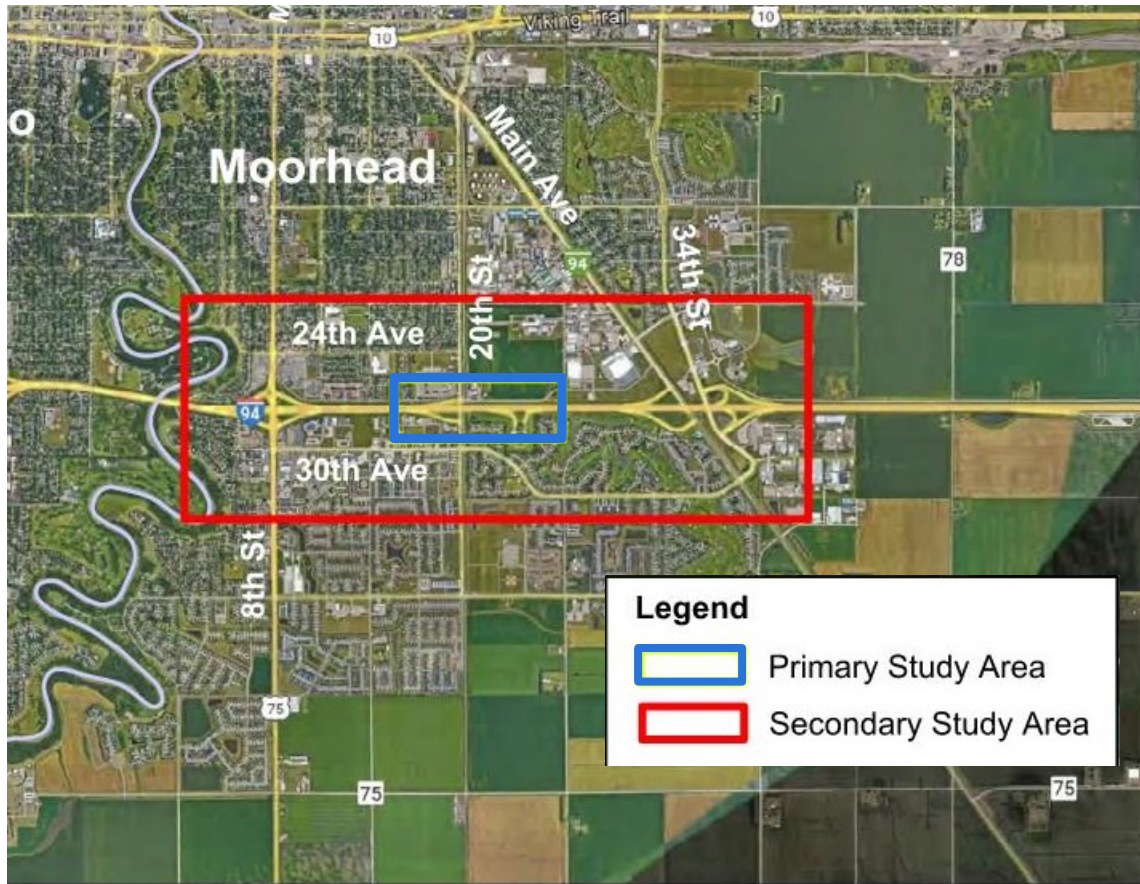 Viking Trail
10
10
O
Moorhead
Main Ave
34th St
78
94
20th St
24th Ave
94
30th Ave
8th St
Legend
Primary Study Area
Secondary Study Area
75
75
75